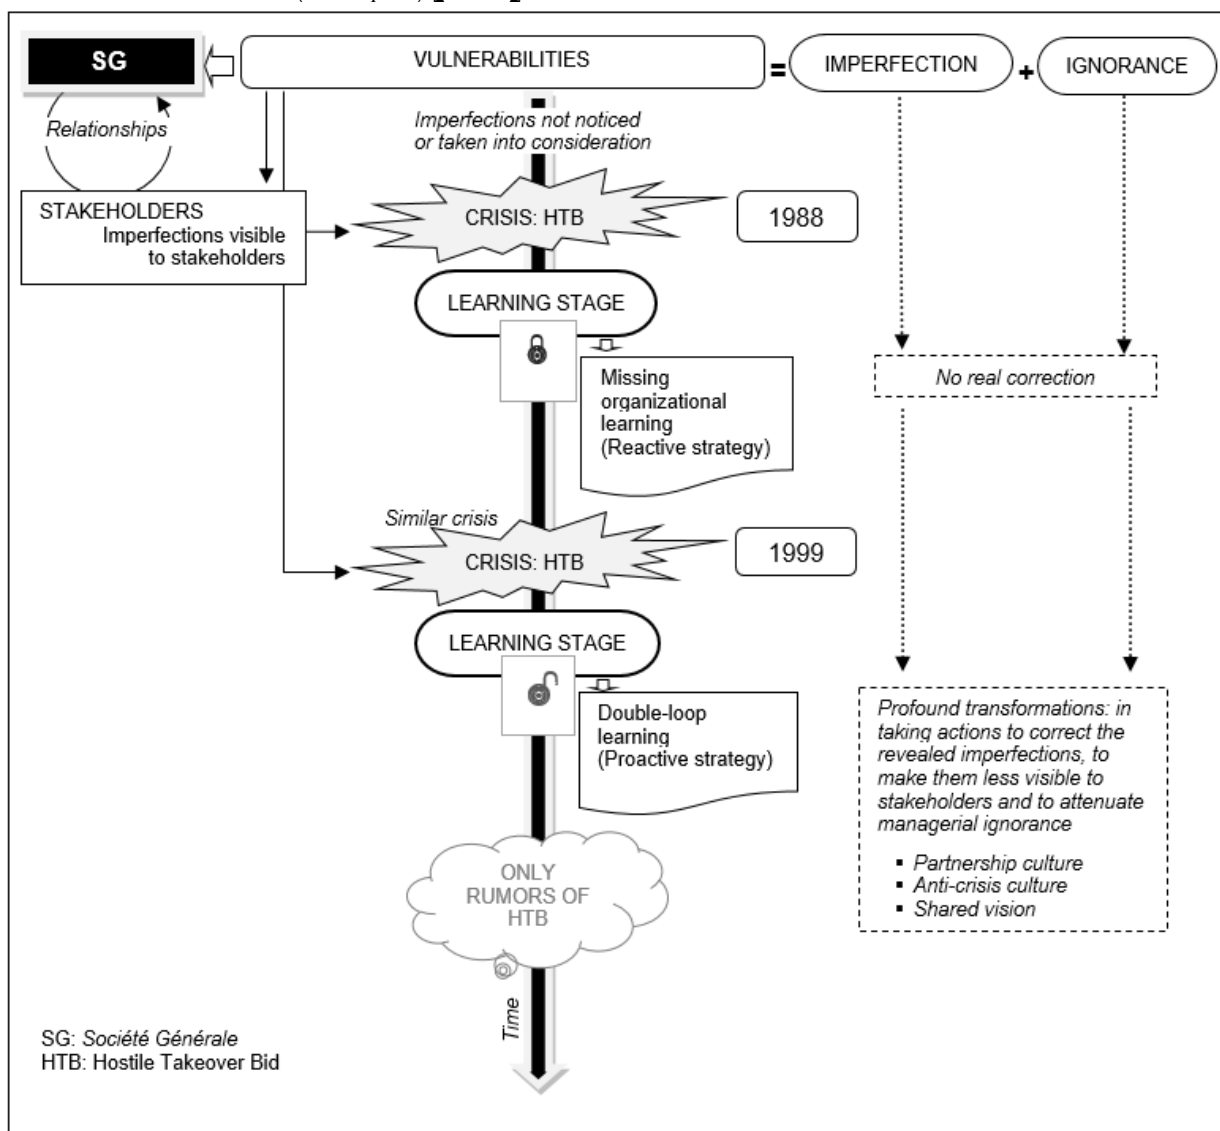 SG
VULNERABILITIES
=
IMPERFECTION
+
IGNORANCE
Relationships
Imperfections not noticed
or taken into consideration
STAKEHOLDERS
Imperfections visible
to stakeholders
CRISIS: HTB
1988
LEARNING STAGE
Missing
organizational
learning
(Reactive strategy)
No real correction
Similar crisis
CRISIS: HTB
1999
LEARNING STAGE
Double-loop
learning
(Proactive strategy)
Profound transformations: in
taking actions to correct the
revealed imperfections, to
make them less visible to
stakeholders and to attenuate
managerial ignorance
▪ Partnership culture
▪ Anti-crisis culture
▪ Shared vision
ONLY
RUMORS OF
HTB
Time
SG: Société Générale
HTB: Hostile Takeover Bid